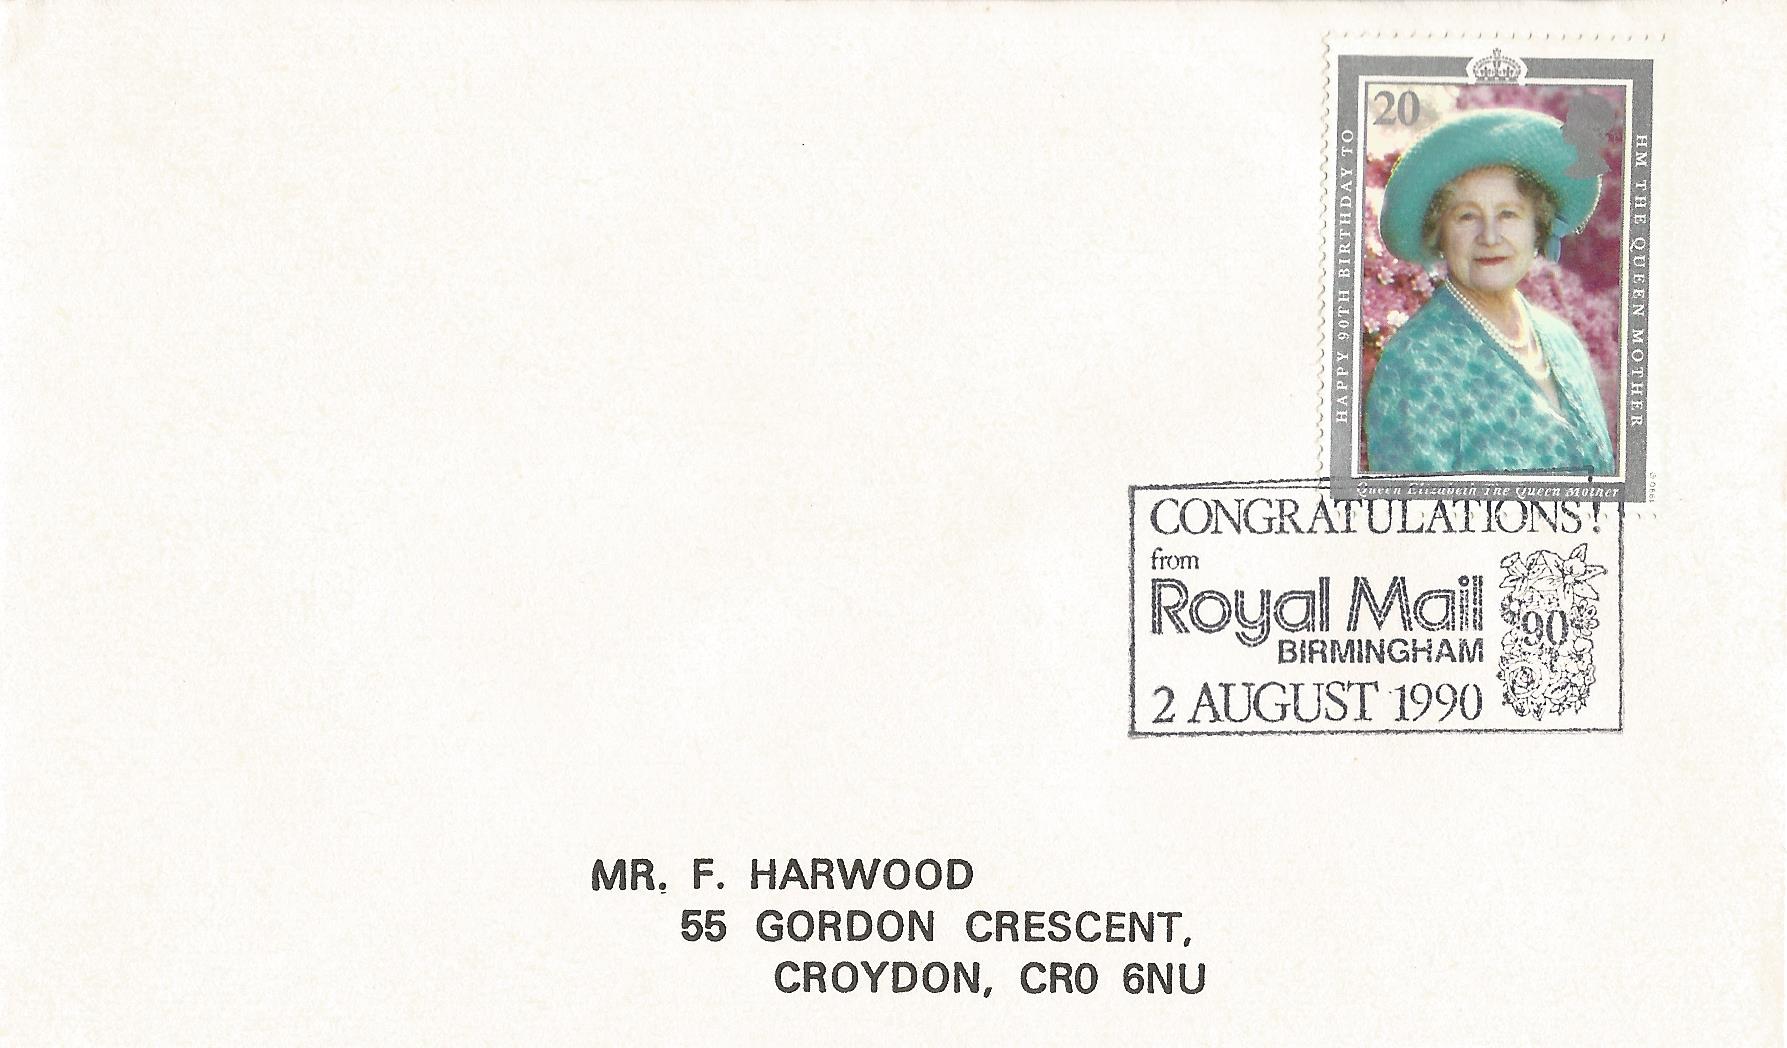 20
HAPPY 90TH BIRTHDAY TO
HM THE QUEEN MOTHER
Queen Elizabeth The Queen Mother
1990
CONGRATULATIONS!
from
Royal Mail
BIRMINGHAM
90
2 AUGUST 1990
MR. F. HARWOOD
55 GORDON CRESCENT,
CROYDON, CR0 6NU